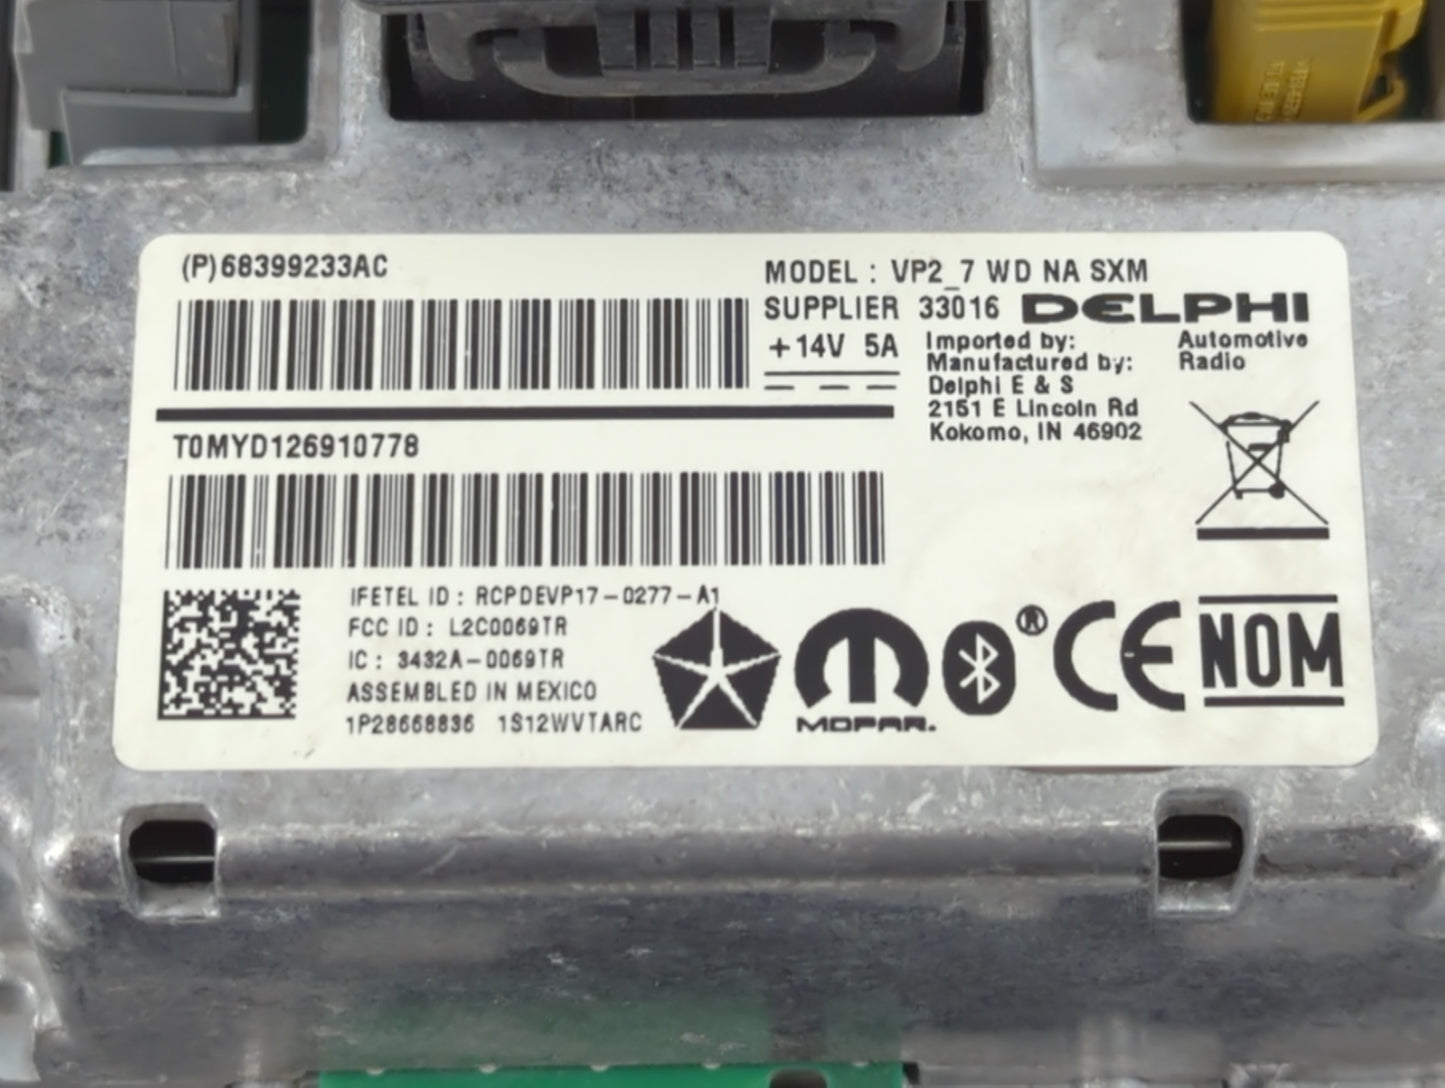 (P)68399233AC
MODEL : VP2_7 WD NA SXM
SUPPLIER 33016 DELPHI
+14V 5A
Imported by:
Manufactured by:
Delphi E & S
2151 E Lincoln Rd
Kokomo, IN 46902
Automotive
Radio
T0MYD126910778
IFETEL ID : RCPDEVP17-0277-A1
FCC ID : L2C0069TR
IC : 3432A-0069TR
ASSEMBLED IN MEXICO
1P28668836 1S12WVTARC
MOPAR.
®
CE
NOM